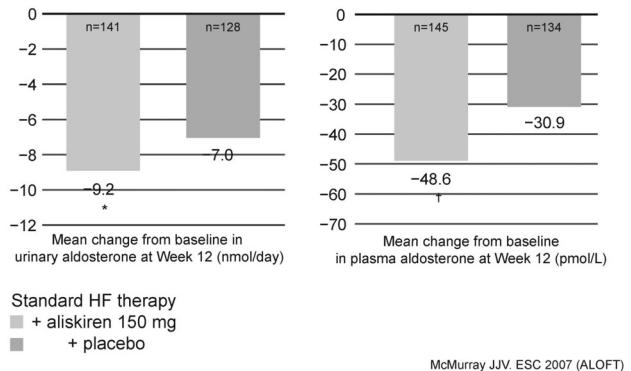 0
−2
−4
−6
−8
−10
−12
n=141
n=128
−7.0
−9.2
*
Mean change from baseline in
urinary aldosterone at Week 12 (nmol/day)
0
−10
−20
−30
−40
−50
−60
−70
n=145
n=134
−30.9
−48.6
†
Mean change from baseline
in plasma aldosterone at Week 12 (pmol/L)
Standard HF therapy
+ aliskiren 150 mg
+ placebo
McMurray JJV. ESC 2007 (ALOFT)